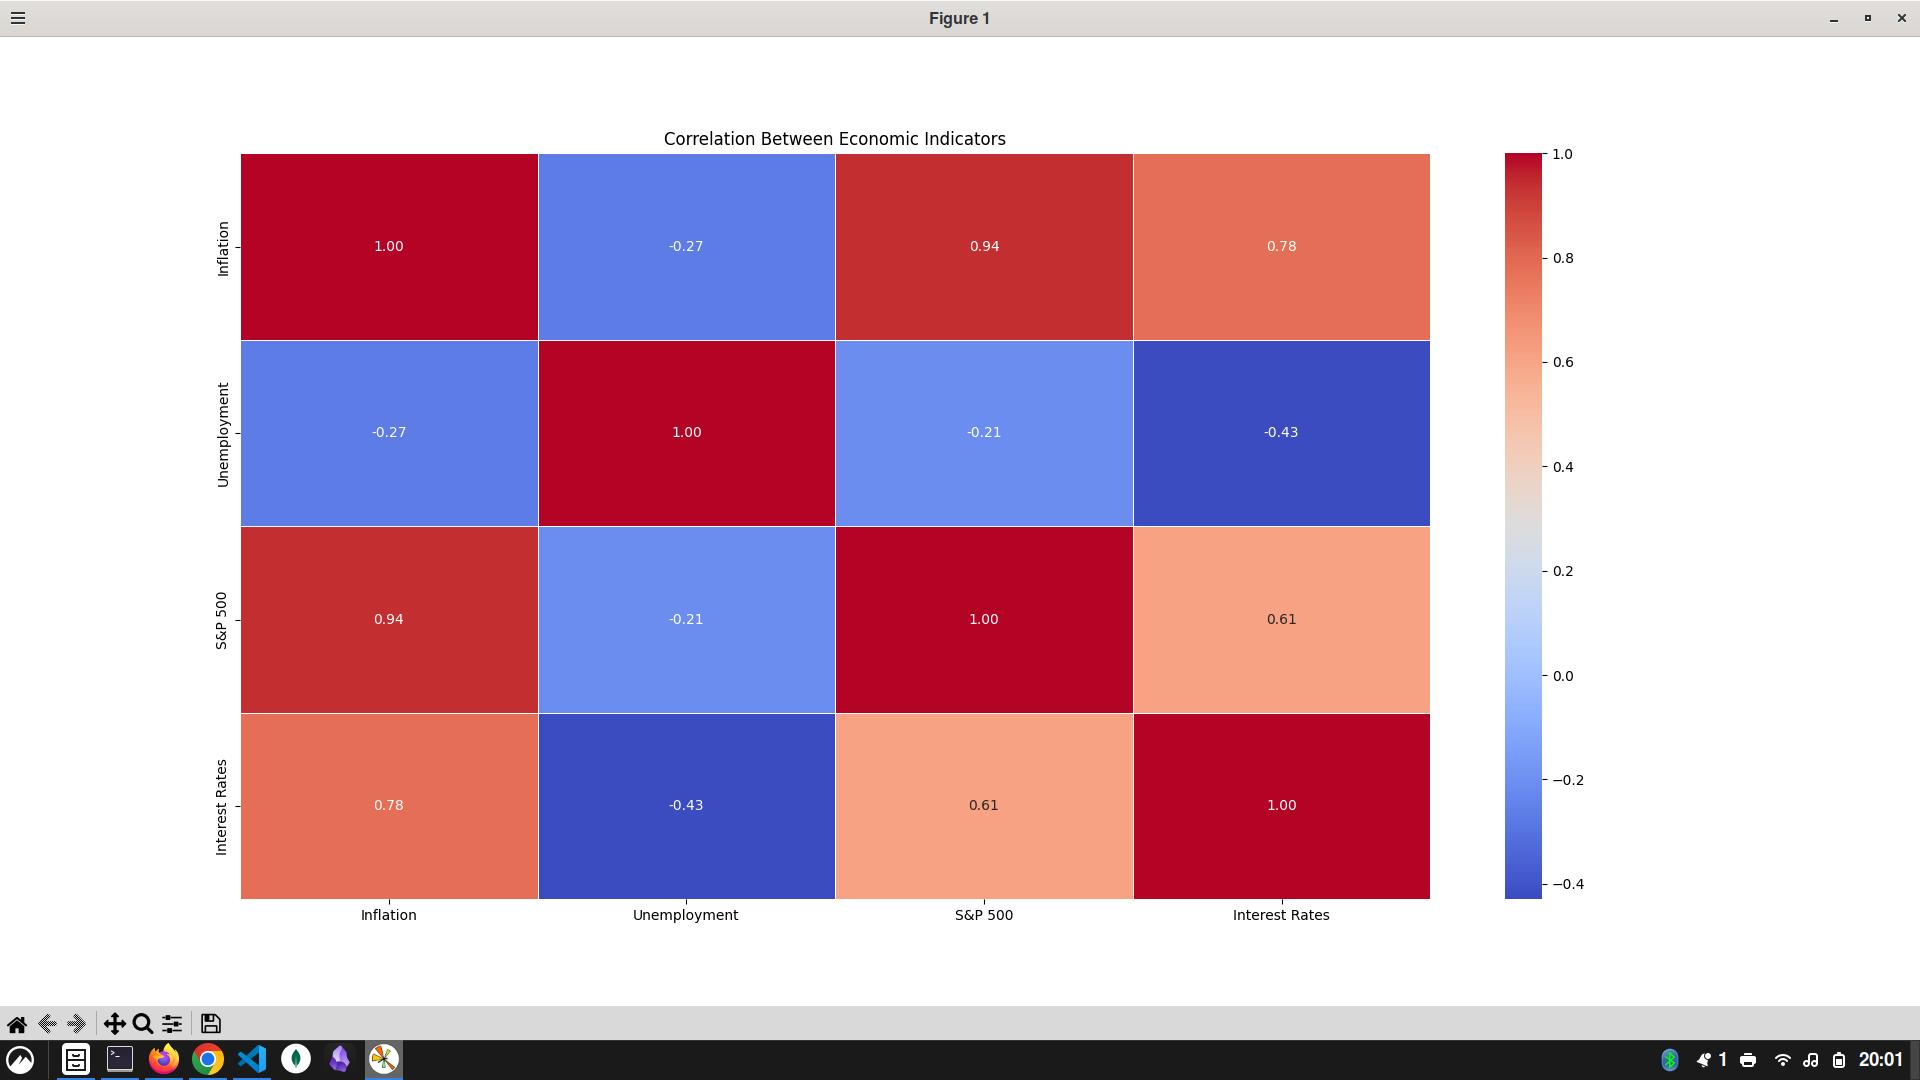 Figure 1
Correlation Between Economic Indicators
Inflation
1.00
-0.27
0.94
0.78
Unemployment
-0.27
1.00
-0.21
-0.43
S&P 500
0.94
-0.21
1.00
0.61
Interest Rates
0.78
-0.43
0.61
1.00
Inflation
Unemployment
S&P 500
Interest Rates
1.0
0.8
0.6
0.4
0.2
0.0
−0.2
−0.4
1
20:01